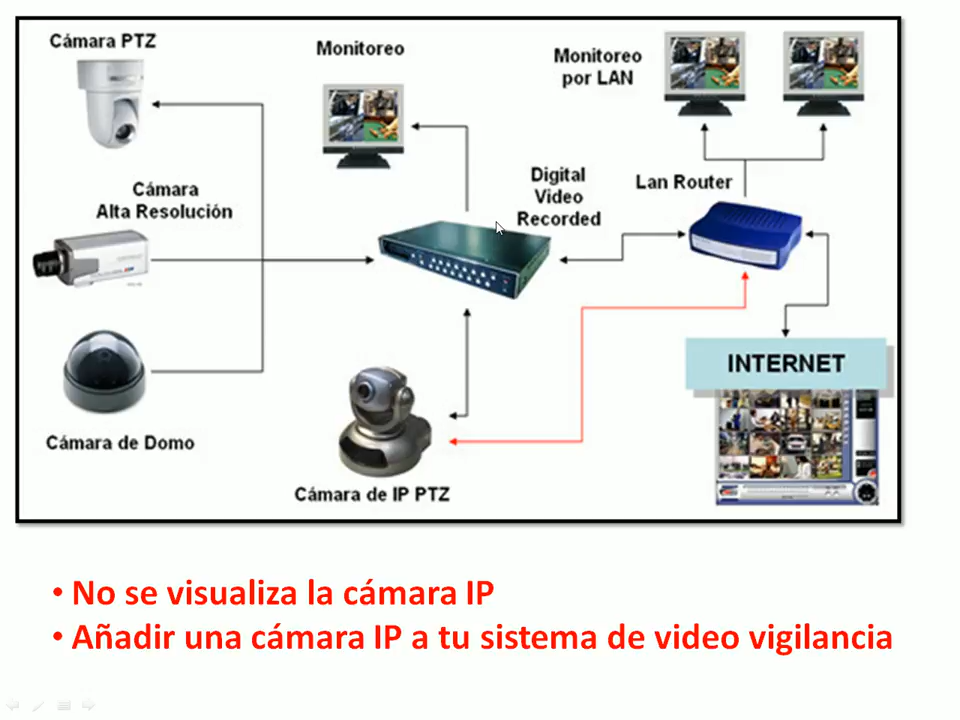 Cámara PTZ
Monitoreo
Monitoreo
por LAN
Cámara
Alta Resolución
Digital
Video
Recorded
Lan Router
INTERNET
Cámara de Domo
Cámara de IP PTZ
• No se visualiza la cámara IP
• Añadir una cámara IP a tu sistema de video vigilancia